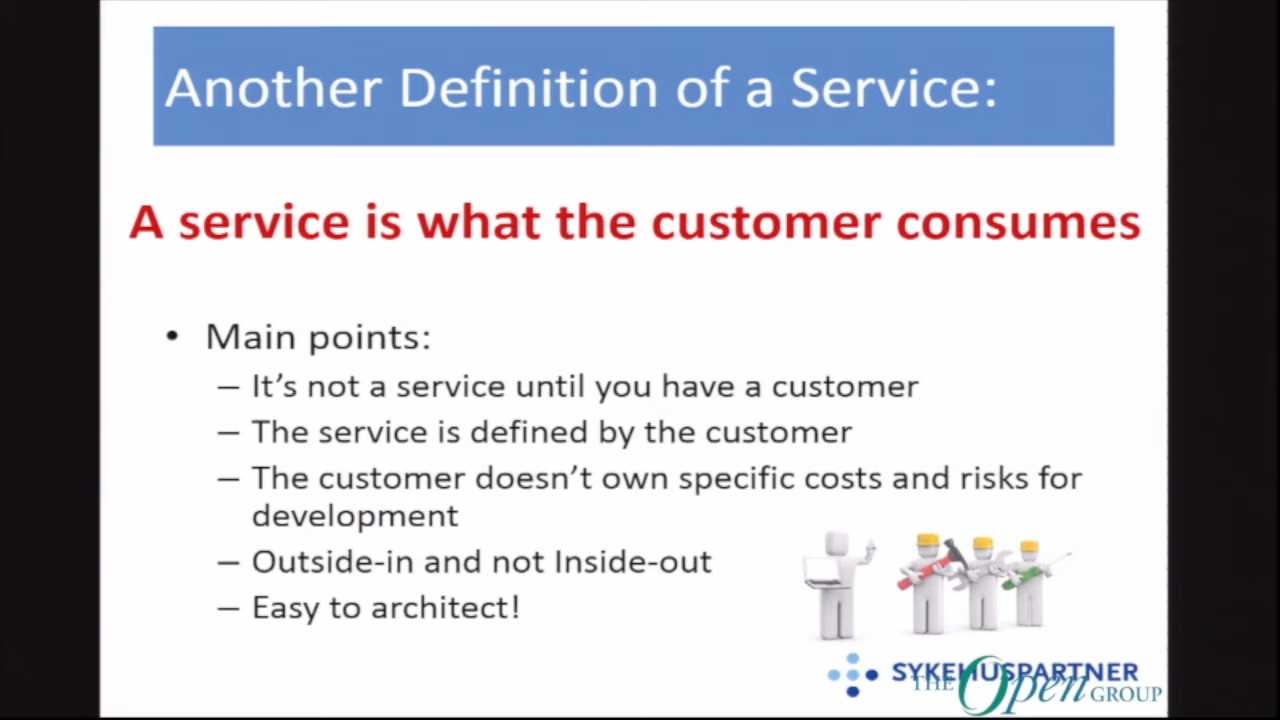 Another Definition of a Service:
A service is what the customer consumes
• Main points:
– It's not a service until you have a customer
– The service is defined by the customer
– The customer doesn't own specific costs and risks for
development
– Outside-in and not Inside-out
– Easy to architect!
SYKEHUSPARTNER
THE Open GROUP